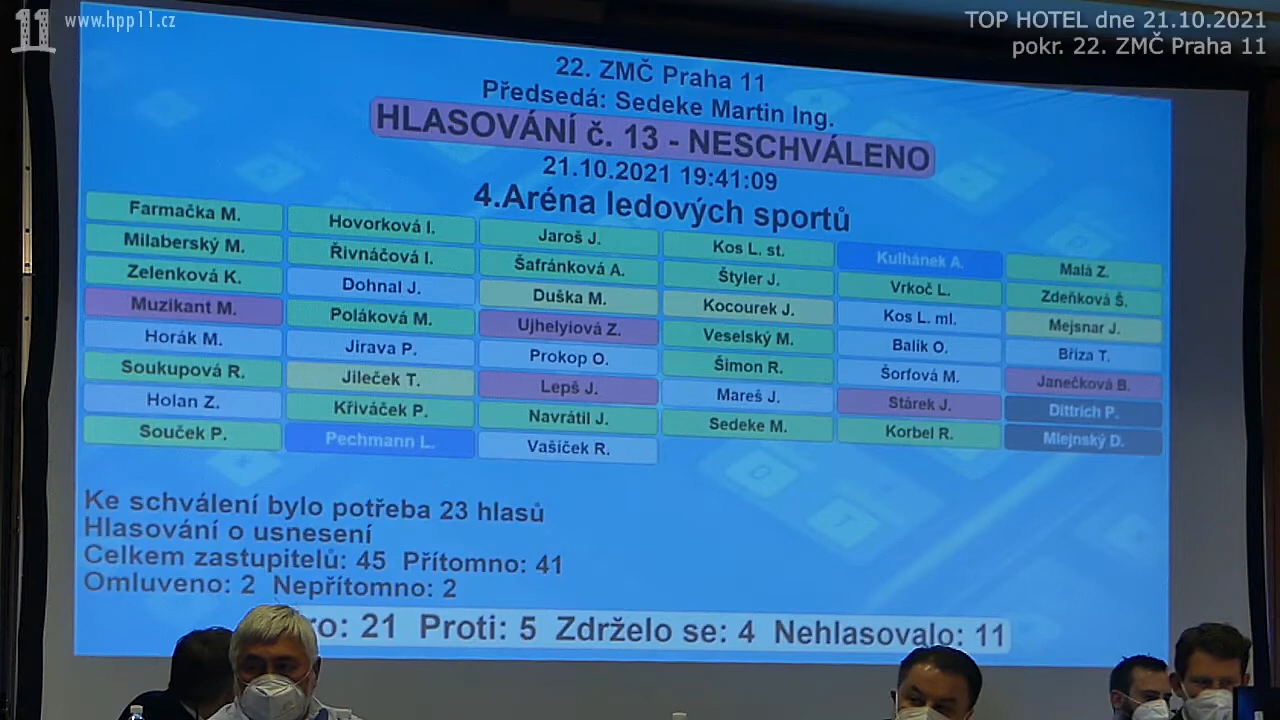 11 www.hpp11.cz
TOP HOTEL dne 21.10.2021
pokr. 22. ZMČ Praha 11
22. ZMČ Praha 11
Předsedá: Sedeke Martin Ing.
HLASOVÁNÍ č. 13 - NESCHVÁLENO
21.10.2021 19:41:09
4.Aréna ledových sportů
Farmačka M. Hovorková I. Jaroš J. Kos L. st. Kulhánek A. Malá Z.
Milaberský M. Řivnáčová I. Šafránková A. Štyler J. Vrkoč L. Zdeňková Š.
Zelenková K. Dohnal J. Duška M. Kocourek J. Kos L. ml. Mejsnar J.
Muzikant M. Poláková M. Ujhelyiová Z. Veselský M. Balík O. Bříza T.
Horák M. Jirava P. Prokop O. Šimon R. Šorfová M. Janečková B.
Soukupová R. Jileček T. Lepš J. Mareš J. Stárek J. Dittrich P.
Holan Z. Křiváček P. Navrátil J. Sedeke M. Korbel R. Mlejnský D.
Souček P. Pechmann L. Vašíček R.
Ke schválení bylo potřeba 23 hlasů
Hlasování o usnesení
Celkem zastupitelů: 45 Přítomno: 41
Omluveno: 2 Nepřítomno: 2
ro: 21 Proti: 5 Zdrželo se: 4 Nehlasovalo: 11